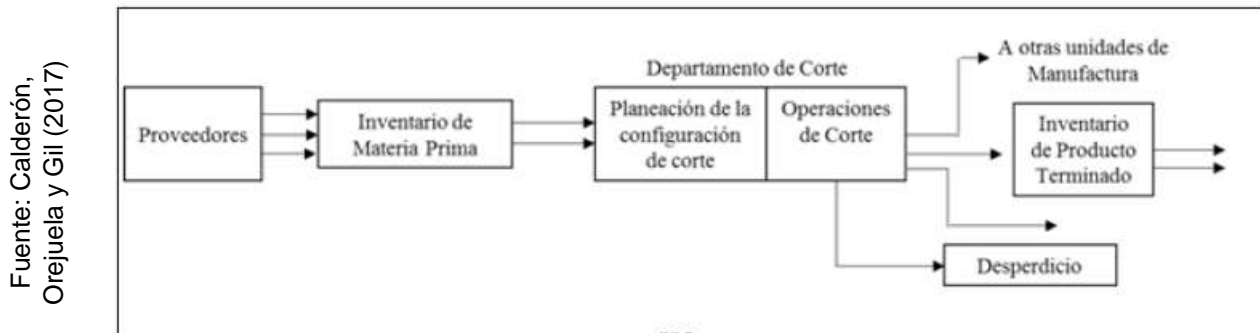 Fuente: Calderón,
Orejuela y Gil (2017)
Proveedores
Inventario de
Materia Prima
Departamento de Corte
Planeación de la
configuración
de corte
Operaciones
de Corte
A otras unidades de
Manufactura
Inventario
de Producto
Terminado
Desperdicio